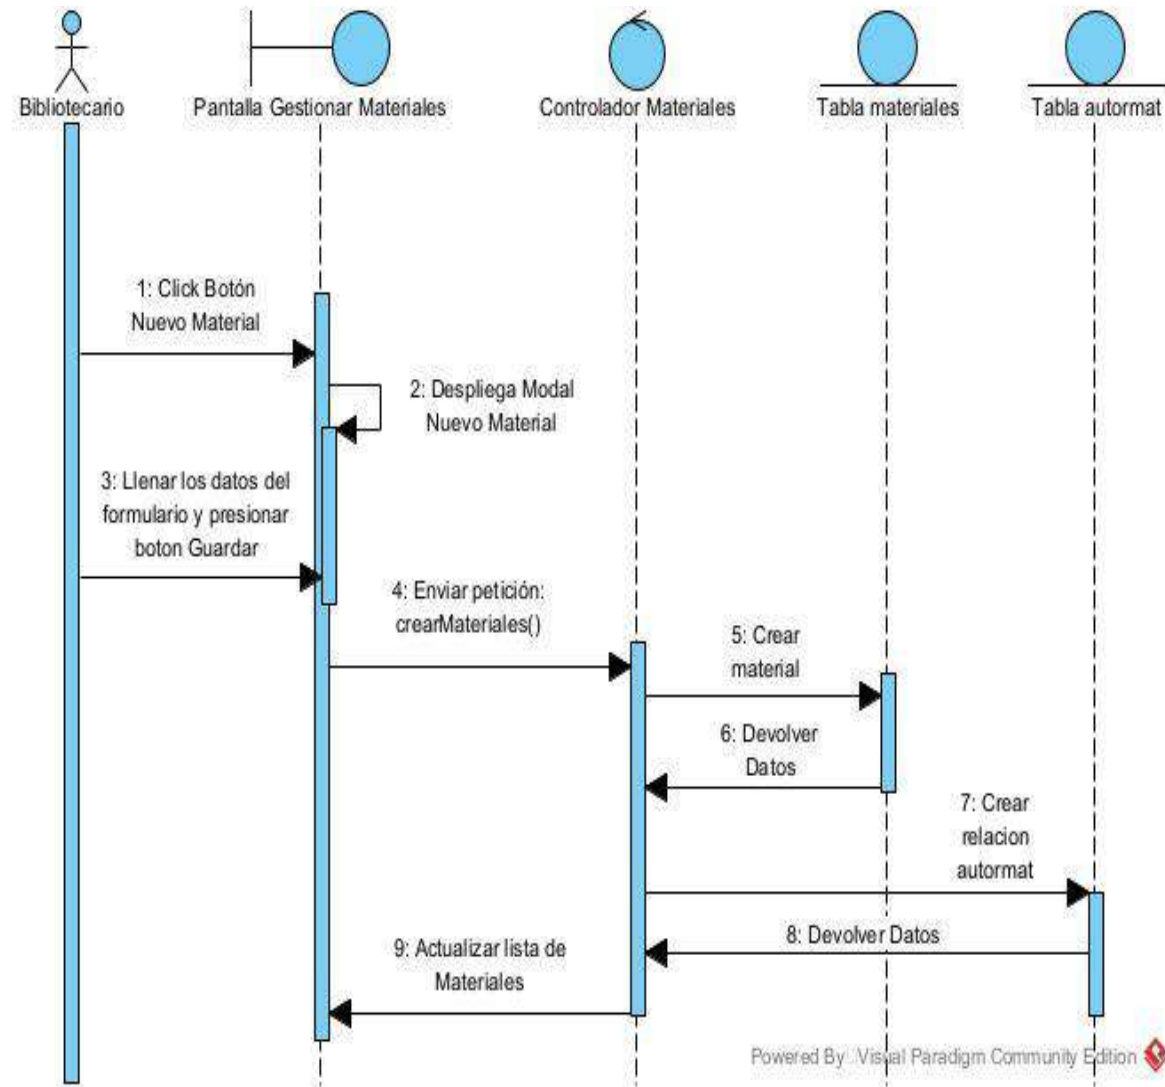 Bibliotecario
Pantalla Gestionar Materiales
Controlador Materiales
Tabla materiales
Tabla autormat
1: Click Botón
Nuevo Material
2: Despliega Modal
Nuevo Material
3: Llenar los datos del
formulario y presionar
boton Guardar
4: Enviar petición:
crearMateriales()
5: Crear
material
6: Devolver
Datos
7: Crear
relacion
autormat
8: Devolver Datos
9: Actualizar lista de
Materiales
Powered By Visual Paradigm Community Edition